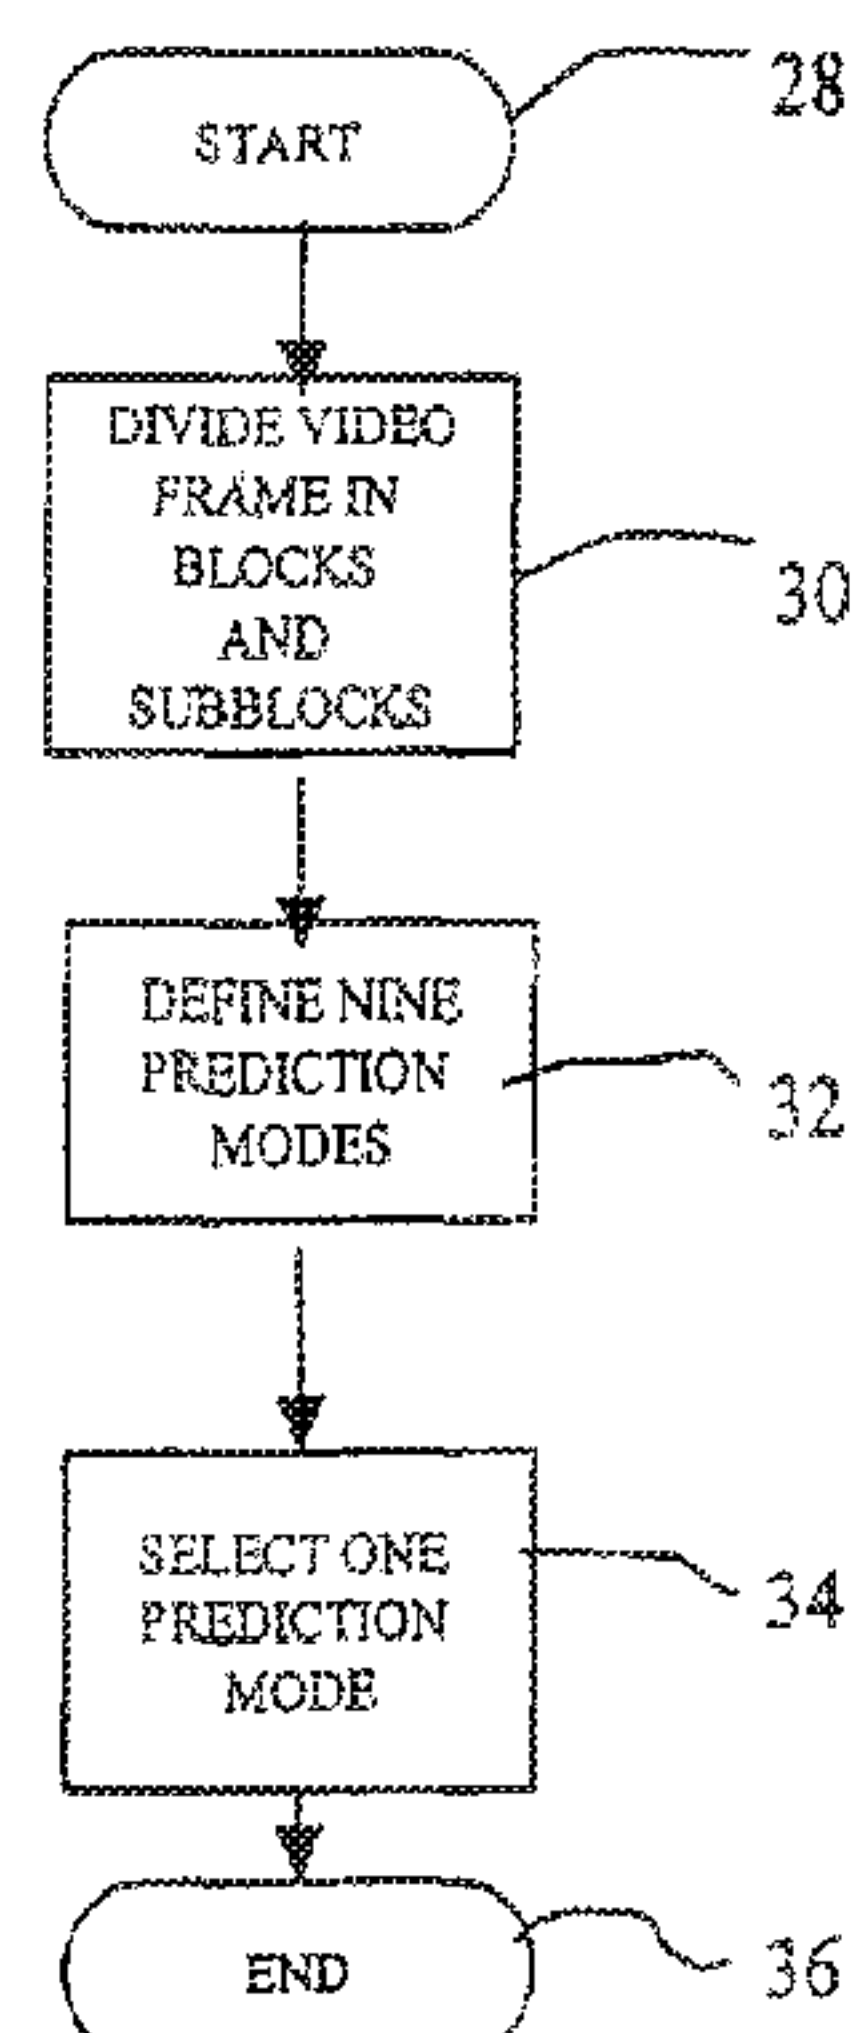 START
28
DIVIDE VIDEO
FRAME IN
BLOCKS
AND
SUBBLOCKS
30
DEFINE NINE
PREDICTION
MODES
32
SELECT ONE
PREDICTION
MODE
34
END
36